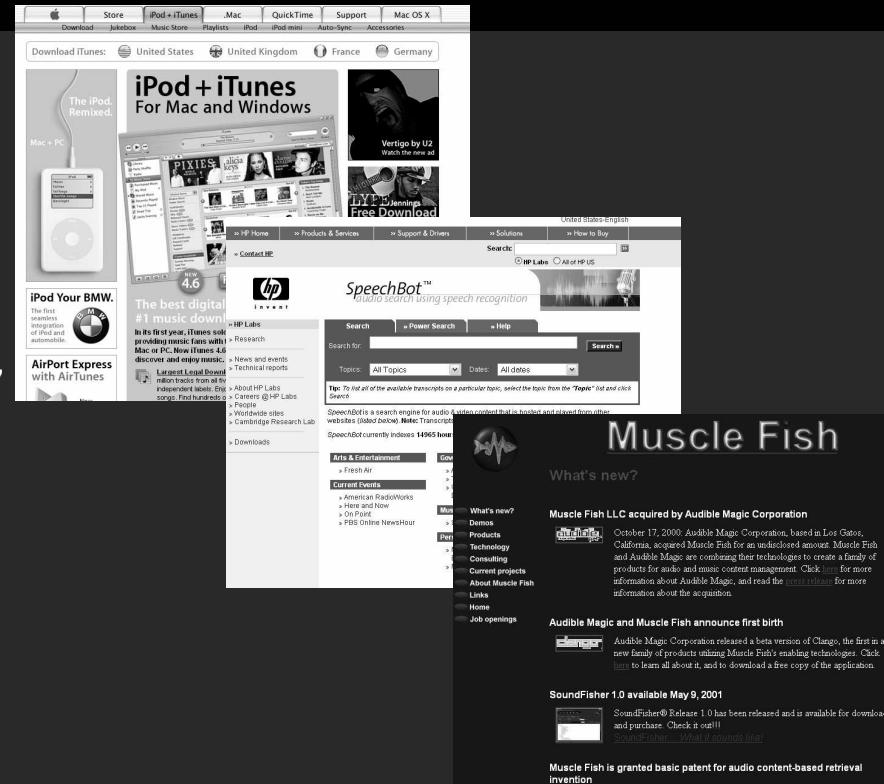 Store iPod + iTunes .Mac QuickTime Support Mac OS X
Download Jukebox Music Store Playlists iPod iPod mini Auto-Sync Accessories
Download iTunes: United States United Kingdom France Germany
The iPod.
Remixed.
Mac + PC
iPod + iTunes
For Mac and Windows
PIXIES alicia keys
Vertigo by U2
Watch the new ad
Jennings
Free Download
NEW
4.6
iPod Your BMW.
The first
seamless
integration
of iPod and
automobile.
AirPort Express
with AirTunes
The best digital
#1 music down
In its first year, iTunes sold
providing music fans with
Mac or PC. Now iTunes 4.6
discover and enjoy music.
Largest Legal Downl
million tracks from all fiv
independent labels. Enj
songs. Find hundreds o
United States-English
» HP Home » Products & Services » Support & Drivers » Solutions » How to Buy
» Contact HP
Search:
HP Labs All of HP US
hp
invent
SpeechBot™
audio search using speech recognition
» HP Labs
» Research
» News and events
» Technical reports
» About HP Labs
» Careers @ HP Labs
» People
» Worldwide sites
» Cambridge Research Lab
» Downloads
Search » Power Search » Help
Search for: Search »
Topics: All Topics Dates: All dates
Tip: To list all of the available transcripts on a particular topic, select the topic from the "Topic" list and click
Search
SpeechBot is a search engine for audio & video content that is hosted and played from other
websites (listed below). Note: Transcripts
SpeechBot currently indexes 14965 hours
Arts & Entertainment
» Fresh Air
Current Events
» American RadioWorks
» Here and Now
» On Point
» PBS Online NewsHour
Gov
Mus
Pers
Muscle Fish
What's new?
What's new?
Demos
Products
Technology
Consulting
Current projects
About Muscle Fish
Links
Home
Job openings
Muscle Fish LLC acquired by Audible Magic Corporation
October 17, 2000: Audible Magic Corporation, based in Los Gatos,
California, acquired Muscle Fish for an undisclosed amount. Muscle Fish
and Audible Magic are combining their technologies to create a family of
products for audio and music content management. Click here for more
information about Audible Magic, and read the press release for more
information about the acquisition.
Audible Magic and Muscle Fish announce first birth
clango
Audible Magic Corporation released a beta version of Clango, the first in a
new family of products utilizing Muscle Fish's enabling technologies. Click
here to learn all about it, and to download a free copy of the application.
SoundFisher 1.0 available May 9, 2001
SoundFisher® Release 1.0 has been released and is available for downloa
and purchase. Check it out!!!
SoundFisher ... What it sounds like!
Muscle Fish is granted basic patent for audio content-based retrieval
invention